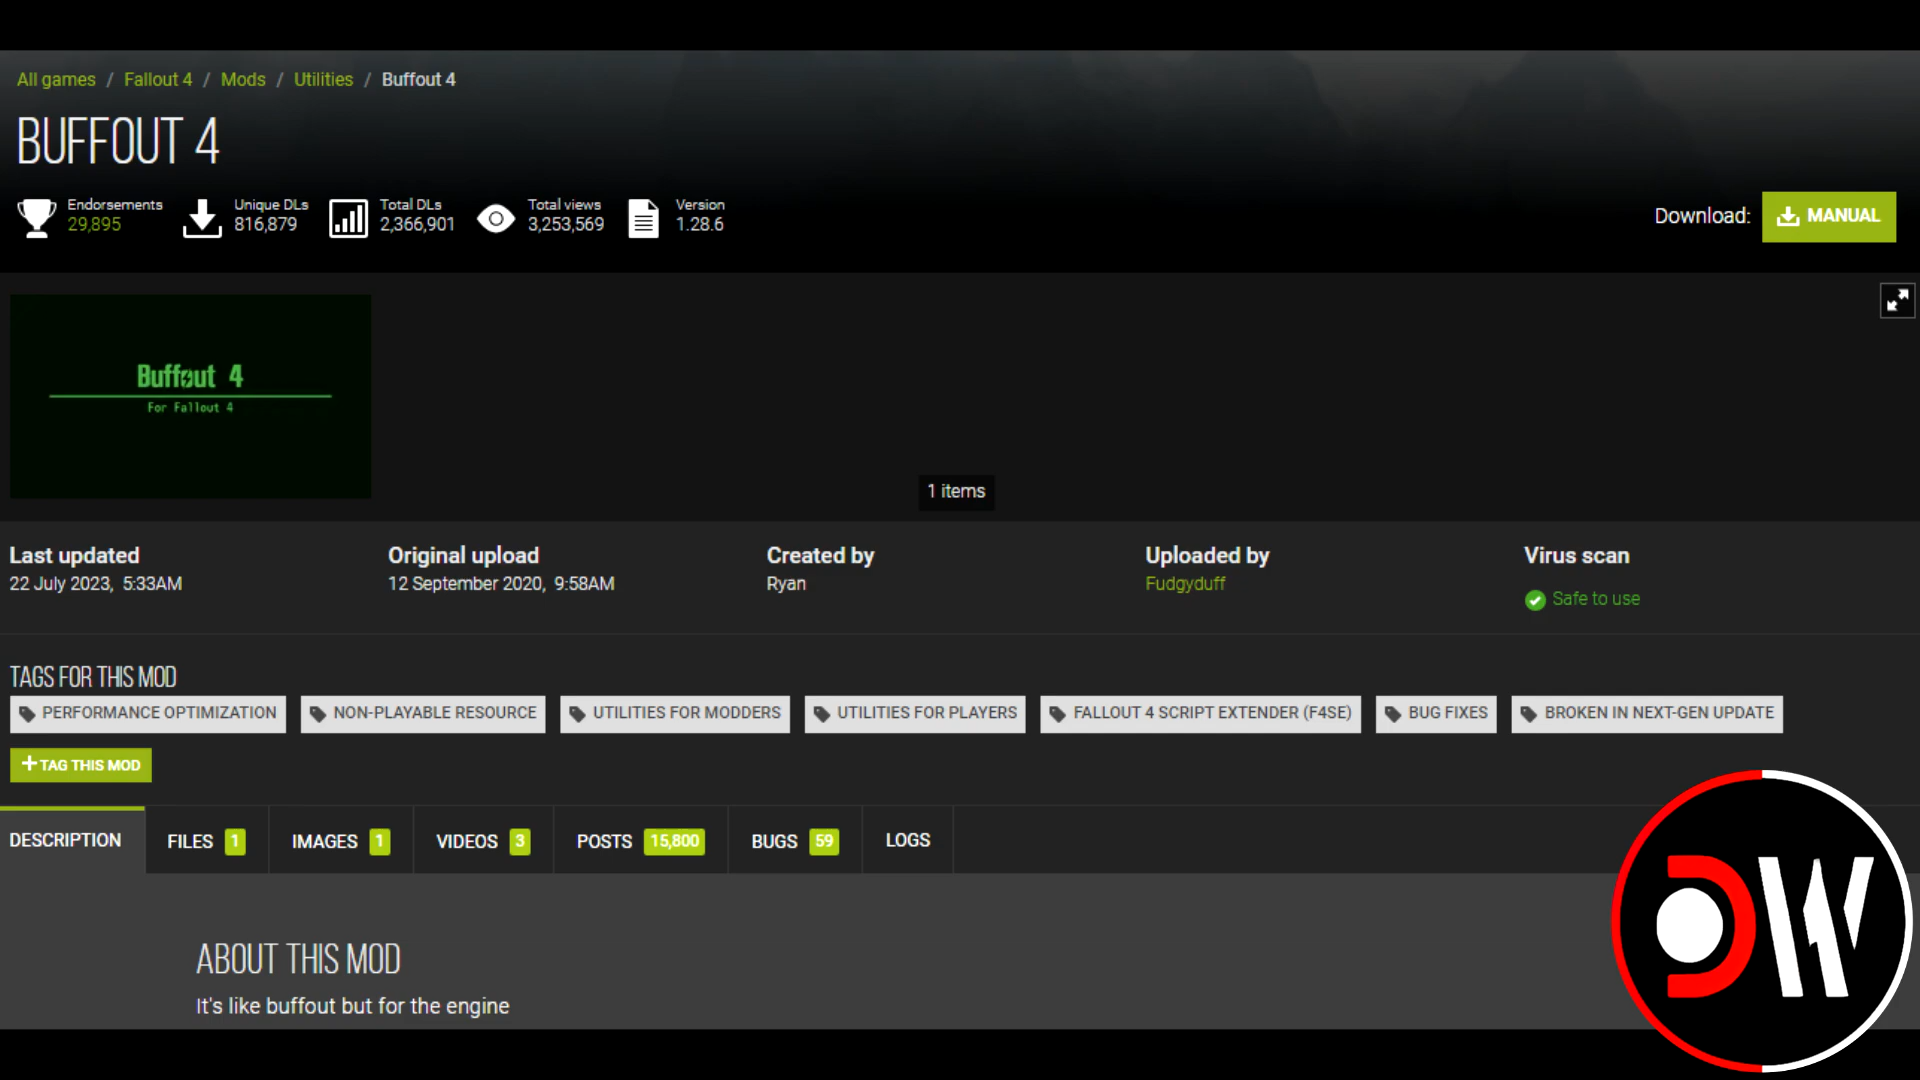 All games / Fallout 4 / Mods / Utilities / Buffout 4
BUFFOUT 4
Endorsements 29,895
Unique DLs 816,879
Total DLs 2,366,901
Total views 3,253,569
Version 1.28.6
Download: MANUAL
Buffout 4
For Fallout 4
1 items
Last updated
22 July 2023, 5:33AM
Original upload
12 September 2020, 9:58AM
Created by
Ryan
Uploaded by
Fudgyduff
Virus scan
Safe to use
TAGS FOR THIS MOD
PERFORMANCE OPTIMIZATION NON-PLAYABLE RESOURCE UTILITIES FOR MODDERS UTILITIES FOR PLAYERS FALLOUT 4 SCRIPT EXTENDER (F4SE) BUG FIXES BROKEN IN NEXT-GEN UPDATE
+ TAG THIS MOD
DESCRIPTION FILES 1 IMAGES 1 VIDEOS 3 POSTS 15,800 BUGS 59 LOGS
ABOUT THIS MOD
It's like buffout but for the engine
DW